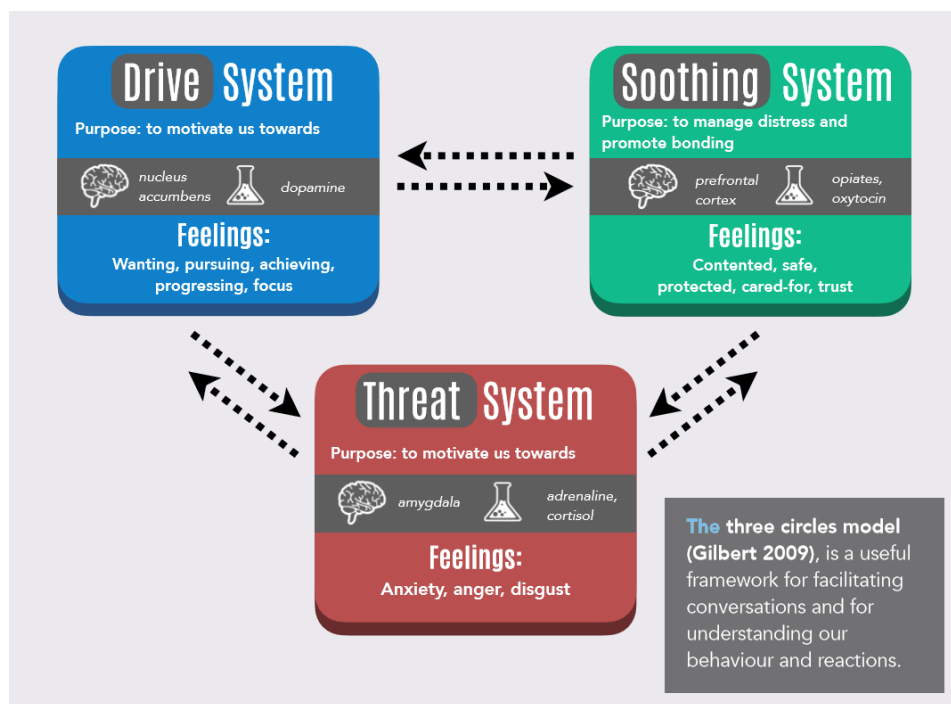 Drive System
Purpose: to motivate us towards
nucleus
accumbens
dopamine
Feelings:
Wanting, pursuing, achieving,
progressing, focus
Soothing System
Purpose: to manage distress and
promote bonding
prefrontal
cortex
opiates,
oxytocin
Feelings:
Contented, safe,
protected, cared-for, trust
Threat System
Purpose: to motivate us towards
amygdala
adrenaline,
cortisol
Feelings:
Anxiety, anger, disgust
The three circles model
(Gilbert 2009), is a useful
framework for facilitating
conversations and for
understanding our
behaviour and reactions.